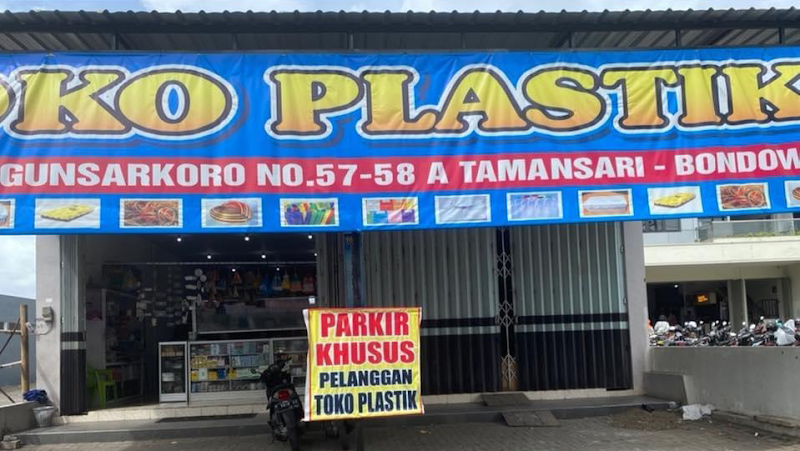 OKO PLASTIK
GUNSARKORO NO.57-58 A TAMANSARI - BONDOW
PARKIR
KHUSUS
PELANGGAN
TOKO PLASTIK